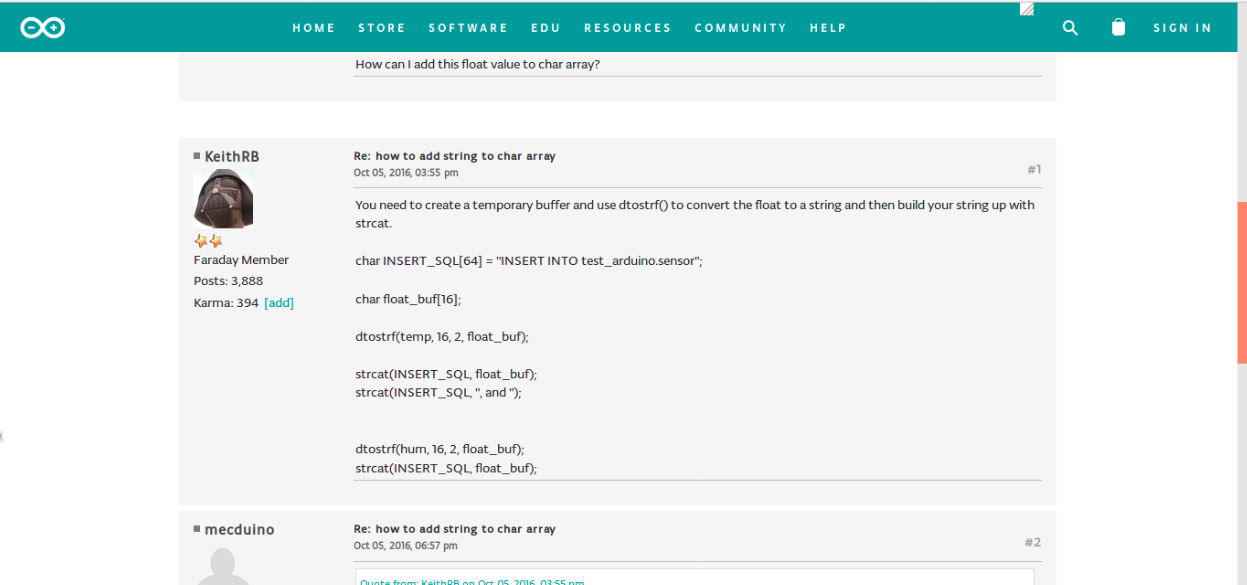 HOME STORE SOFTWARE EDU RESOURCES COMMUNITY HELP SIGN IN
How can I add this float value to char array?
KeithRB
Re: how to add string to char array
Oct 05, 2016, 03:55 pm
#1
You need to create a temporary buffer and use dtostrf() to convert the float to a string and then build your string up with
strcat.
char INSERT_SQL[64] = "INSERT INTO test_arduino.sensor";
char float_buf[16];
dtostrf(temp, 16, 2, float_buf);
strcat(INSERT_SQL, float_buf);
strcat(INSERT_SQL, ", and ");
dtostrf(hum, 16, 2, float_buf);
strcat(INSERT_SQL, float_buf);
Faraday Member
Posts: 3,888
Karma: 394 [add]
mecduino
Re: how to add string to char array
Oct 05, 2016, 06:57 pm
#2
Quote from: KeithRB on Oct 05, 2016, 03:55 pm